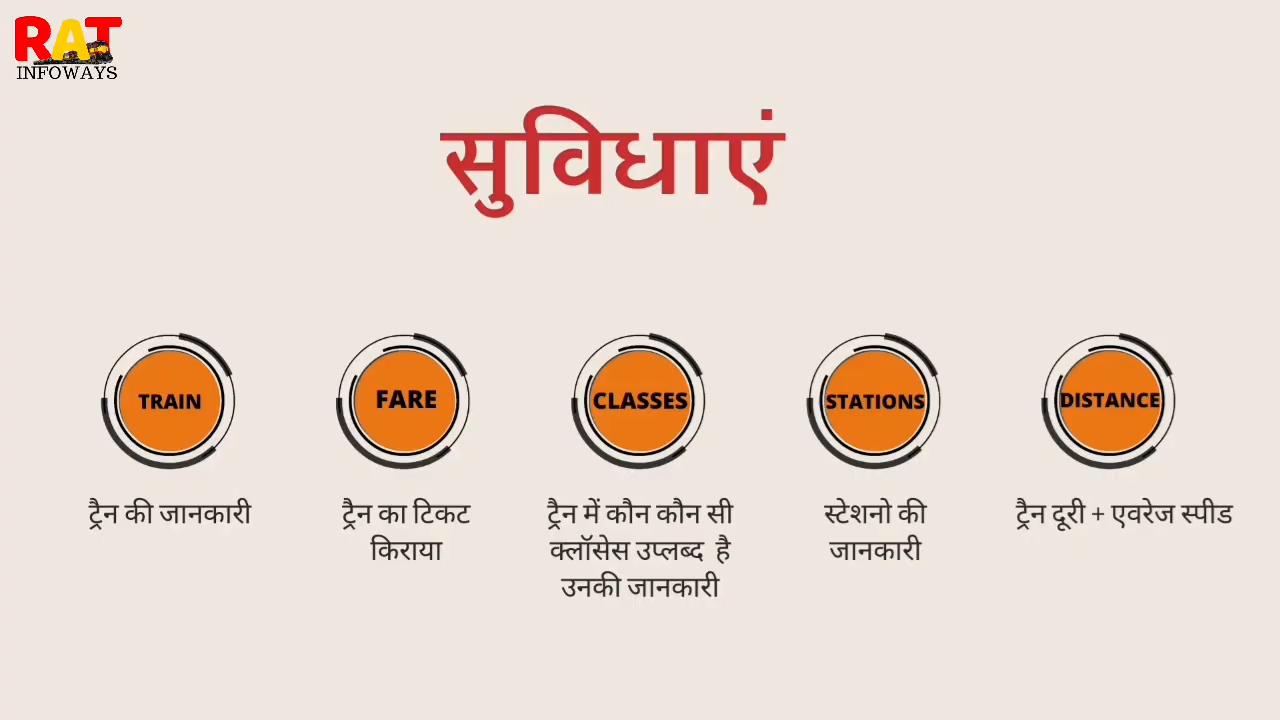 RAT
INFOWAYS
सुविधाएं
TRAIN
FARE
CLASSES
STATIONS
DISTANCE
ट्रैन की जानकारी
ट्रैन का टिकट
किराया
ट्रैन में कौन कौन सी
क्लॉसेस उप्लब्द है
उनकी जानकारी
स्टेशनो की
जानकारी
ट्रैन दूरी + एवरेज स्पीड